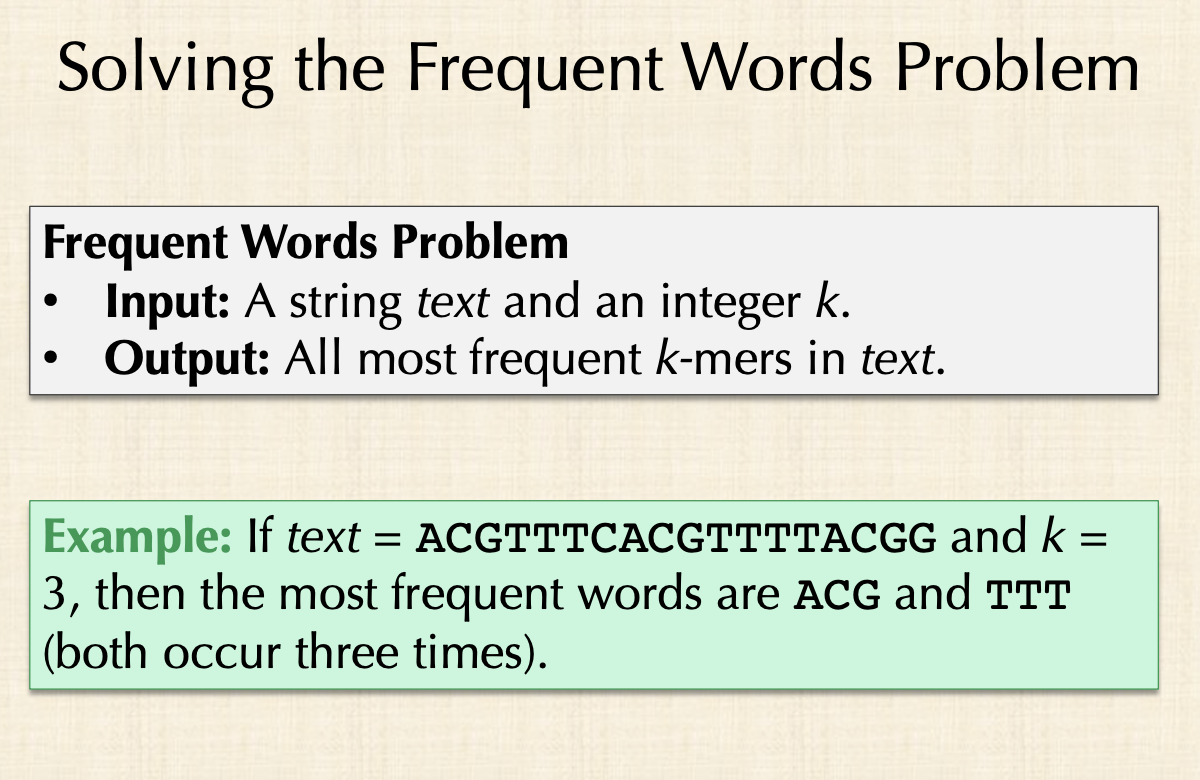 Solving the Frequent Words Problem
Frequent Words Problem
• Input: A string text and an integer k.
• Output: All most frequent k-mers in text.
Example: If text = ACGTTTCACGTTTTACGG and k =
3, then the most frequent words are ACG and TTT
(both occur three times).